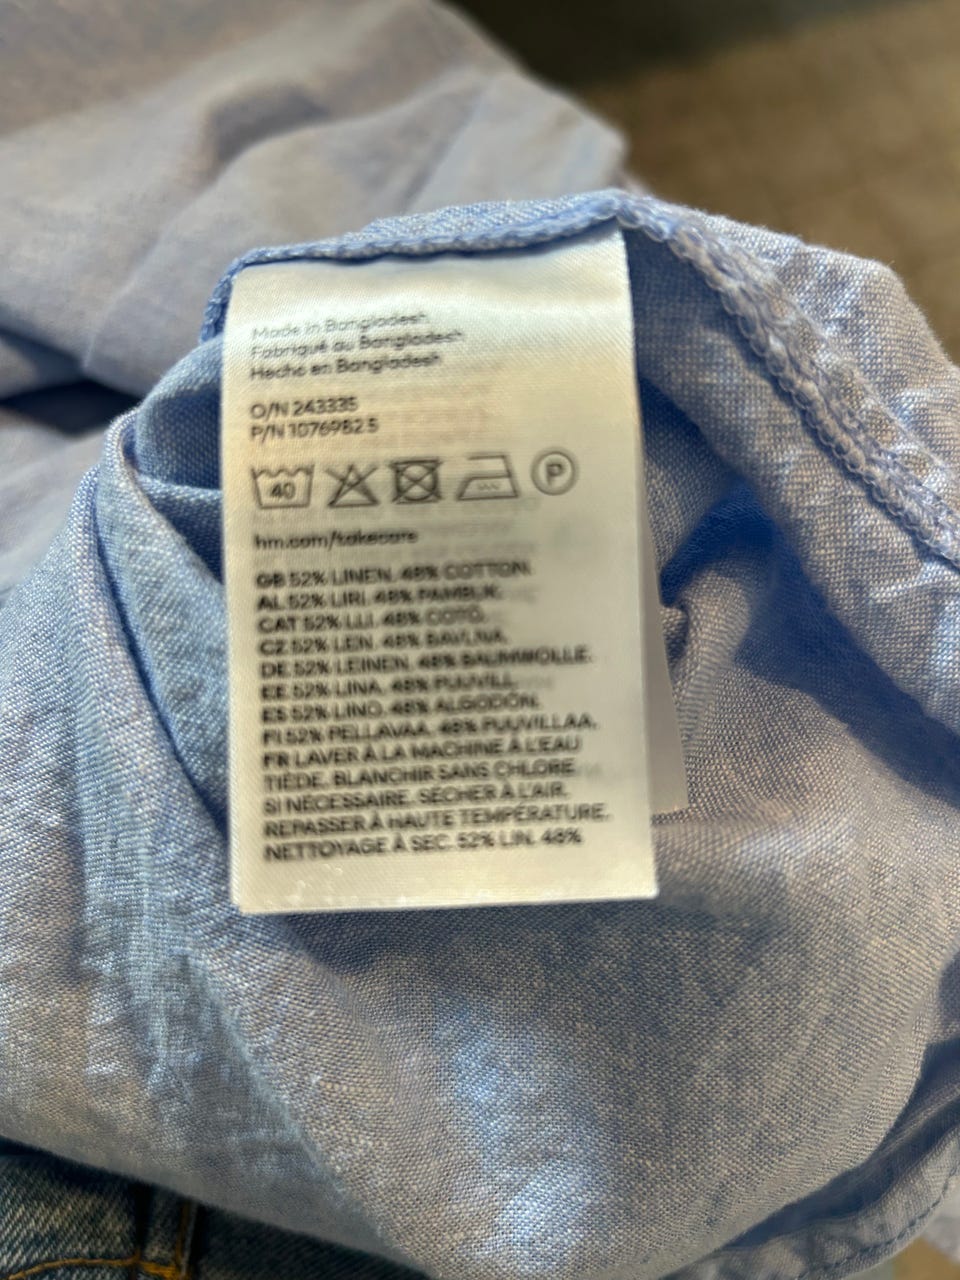 Made in Bangladesh
Fabriqué au Bangladesh
Hecho en Bangladesh
O/N 243335
P/N 1076982 5
40
P
hm.com/takecare
GB 52% LINEN. 48% COTTON.
AL 52% LIRI. 48% PAMBUK.
CAT 52% LLI. 48% COTÓ.
CZ 52% LEN. 48% BAVLNA.
DE 52% LEINEN. 48% BAUMWOLLE.
EE 52% LINA. 48% PUUVILL.
ES 52% LINO. 48% ALGODÓN.
FI 52% PELLAVAA. 48% PUUVILLAA.
FR LAVER À LA MACHINE À L'EAU
TIÈDE. BLANCHIR SANS CHLORE
SI NÉCESSAIRE. SÉCHER À L'AIR.
REPASSER À HAUTE TEMPÉRATURE.
NETTOYAGE À SEC. 52% LIN. 48%